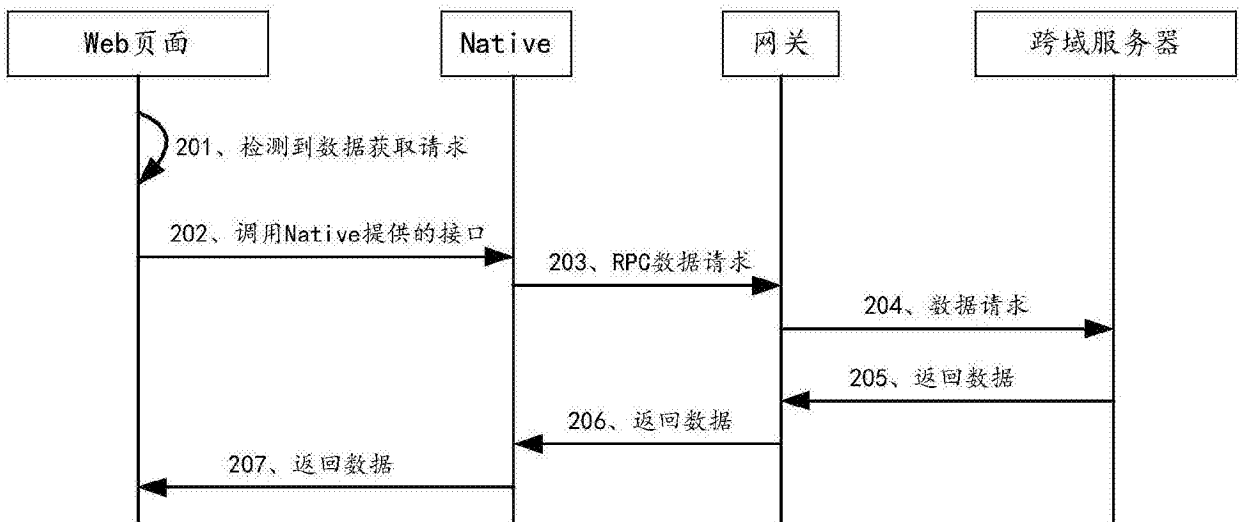 Web页面
Native
网关
跨域服务器
201、检测到数据获取请求
202、调用Native提供的接口
203、RPC数据请求
204、数据请求
205、返回数据
206、返回数据
207、返回数据